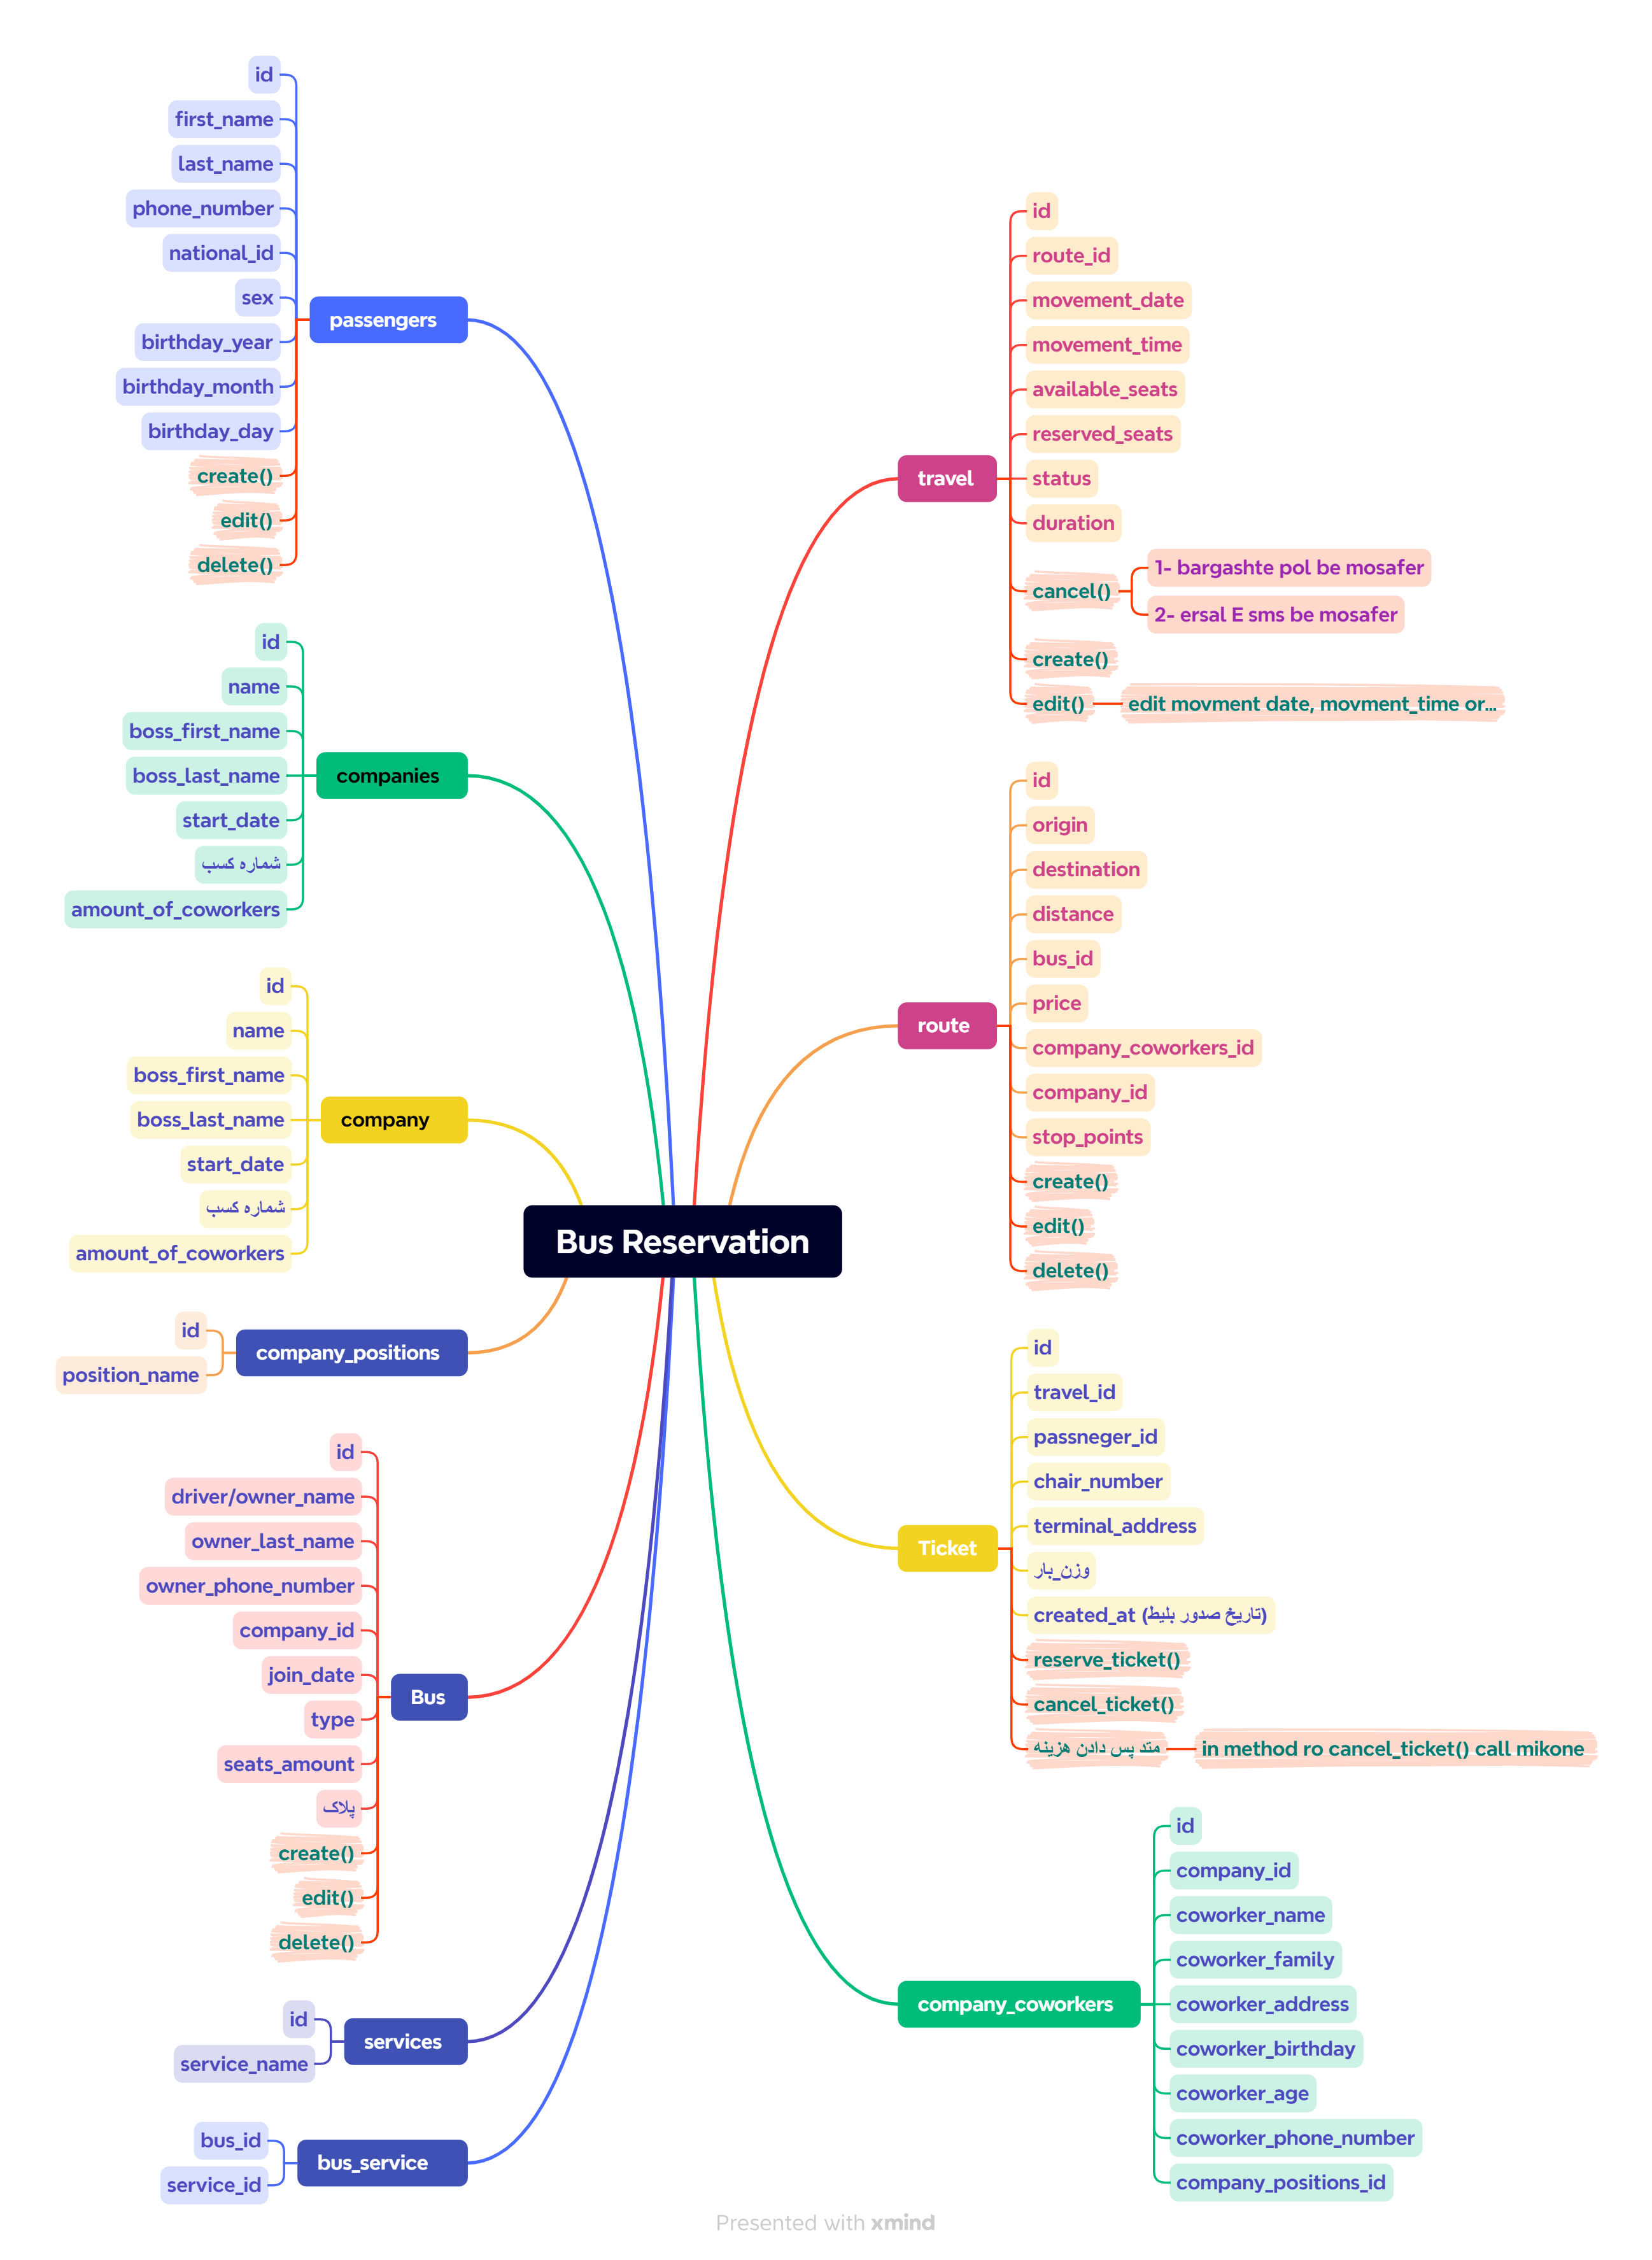 id
first_name
last_name
phone_number
national_id
sex
birthday_year
birthday_month
birthday_day
create()
edit()
delete()
passengers
id
name
boss_first_name
boss_last_name
start_date
شماره کسب
amount_of_coworkers
companies
id
name
boss_first_name
boss_last_name
start_date
شماره کسب
amount_of_coworkers
company
id
position_name
company_positions
id
driver/owner_name
owner_last_name
owner_phone_number
company_id
join_date
type
seats_amount
پلاک
create()
edit()
delete()
Bus
id
service_name
services
bus_id
service_id
bus_service
Bus Reservation
travel
id
route_id
movement_date
movement_time
available_seats
reserved_seats
status
duration
cancel()
1- bargashte pol be mosafer
2- ersal E sms be mosafer
create()
edit()
edit movment date, movment_time or...
route
id
origin
destination
distance
bus_id
price
company_coworkers_id
company_id
stop_points
create()
edit()
delete()
Ticket
id
travel_id
passneger_id
chair_number
terminal_address
وزن_بار
created_at (تاریخ صدور بلیط)
reserve_ticket()
cancel_ticket()
متد پس دادن هزینه
in method ro cancel_ticket() call mikone
company_coworkers
id
company_id
coworker_name
coworker_family
coworker_address
coworker_birthday
coworker_age
coworker_phone_number
company_positions_id
Presented with xmind